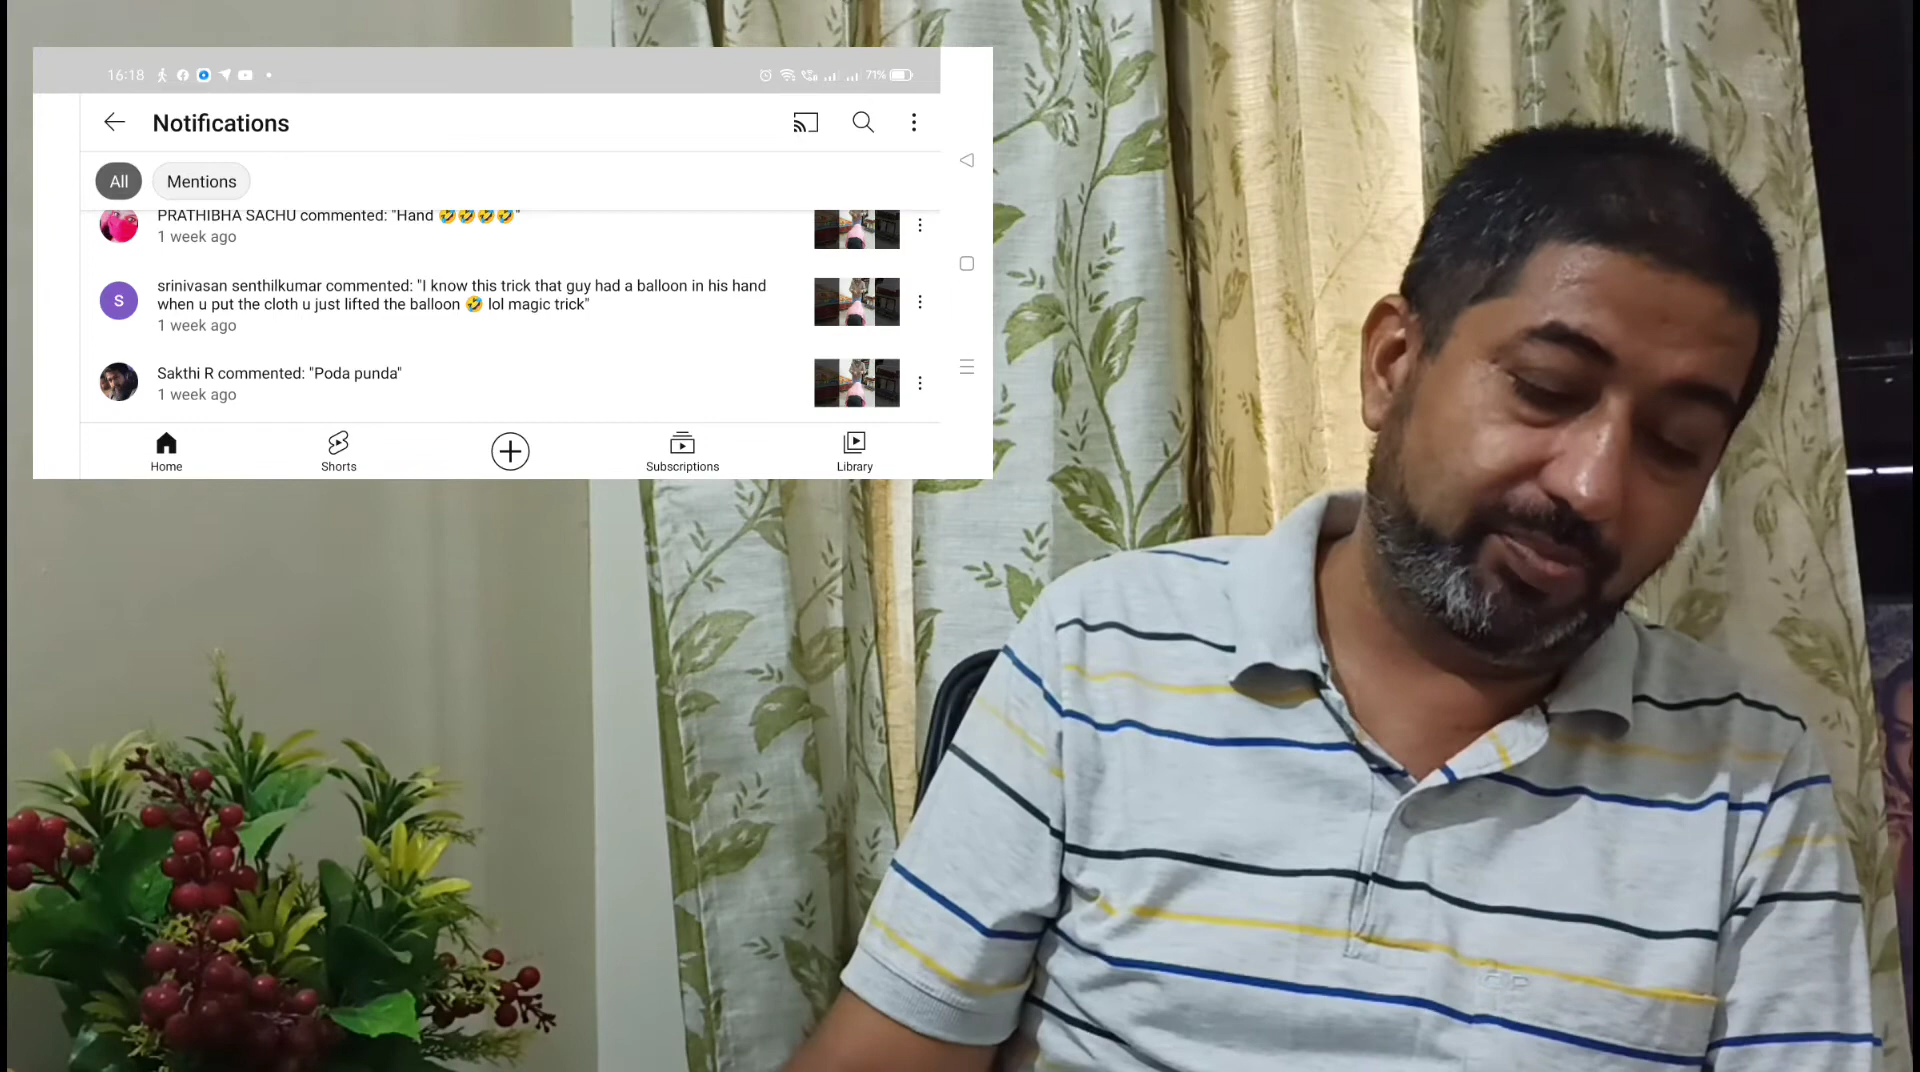 16:18
71%
Notifications
All
Mentions
PRATHIBHA SACHU commented: "Hand 🤣🤣🤣🤣"
1 week ago
S
srinivasan senthilkumar commented: "I know this trick that guy had a balloon in his hand
when u put the cloth u just lifted the balloon 🤣 lol magic trick"
1 week ago
Sakthi R commented: "Poda punda"
1 week ago
Home
Shorts
Subscriptions
Library